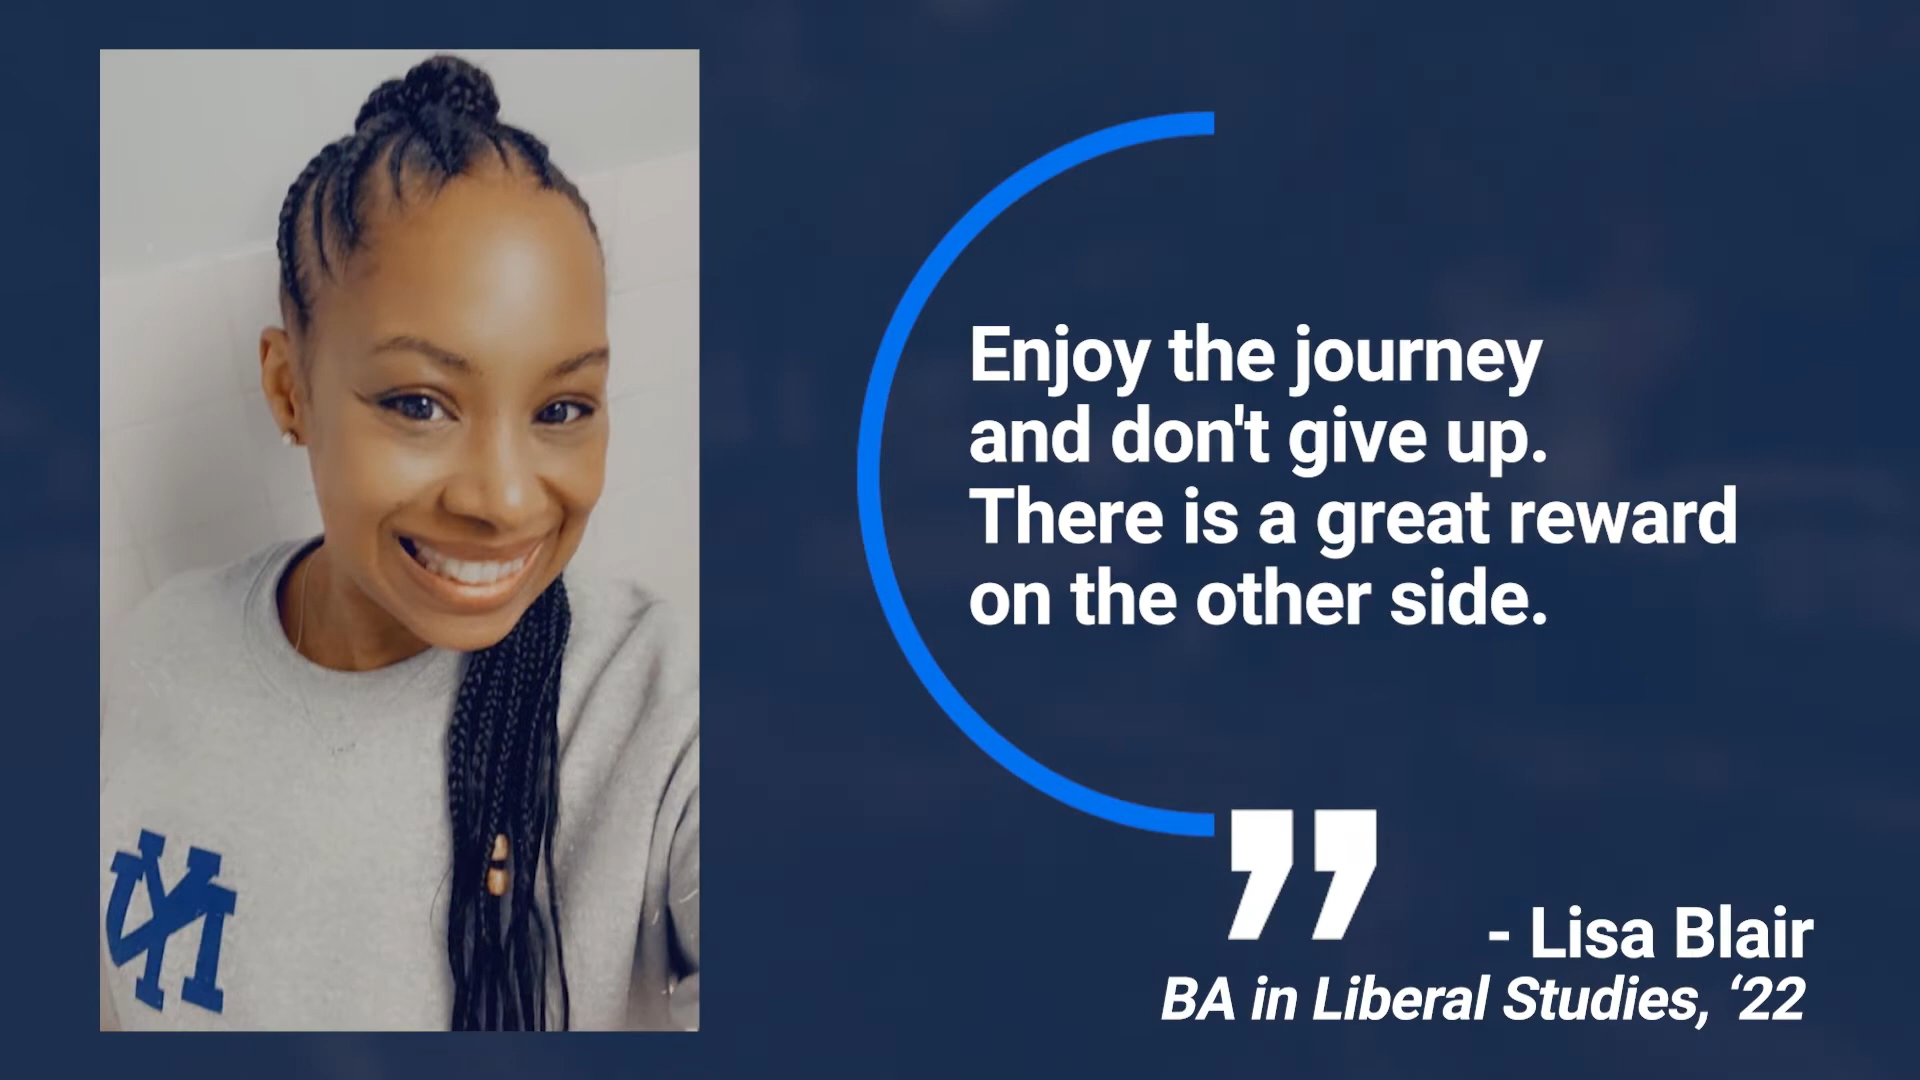 Enjoy the journey
and don't give up.
There is a great reward
on the other side.
”
- Lisa Blair
BA in Liberal Studies, ‘22